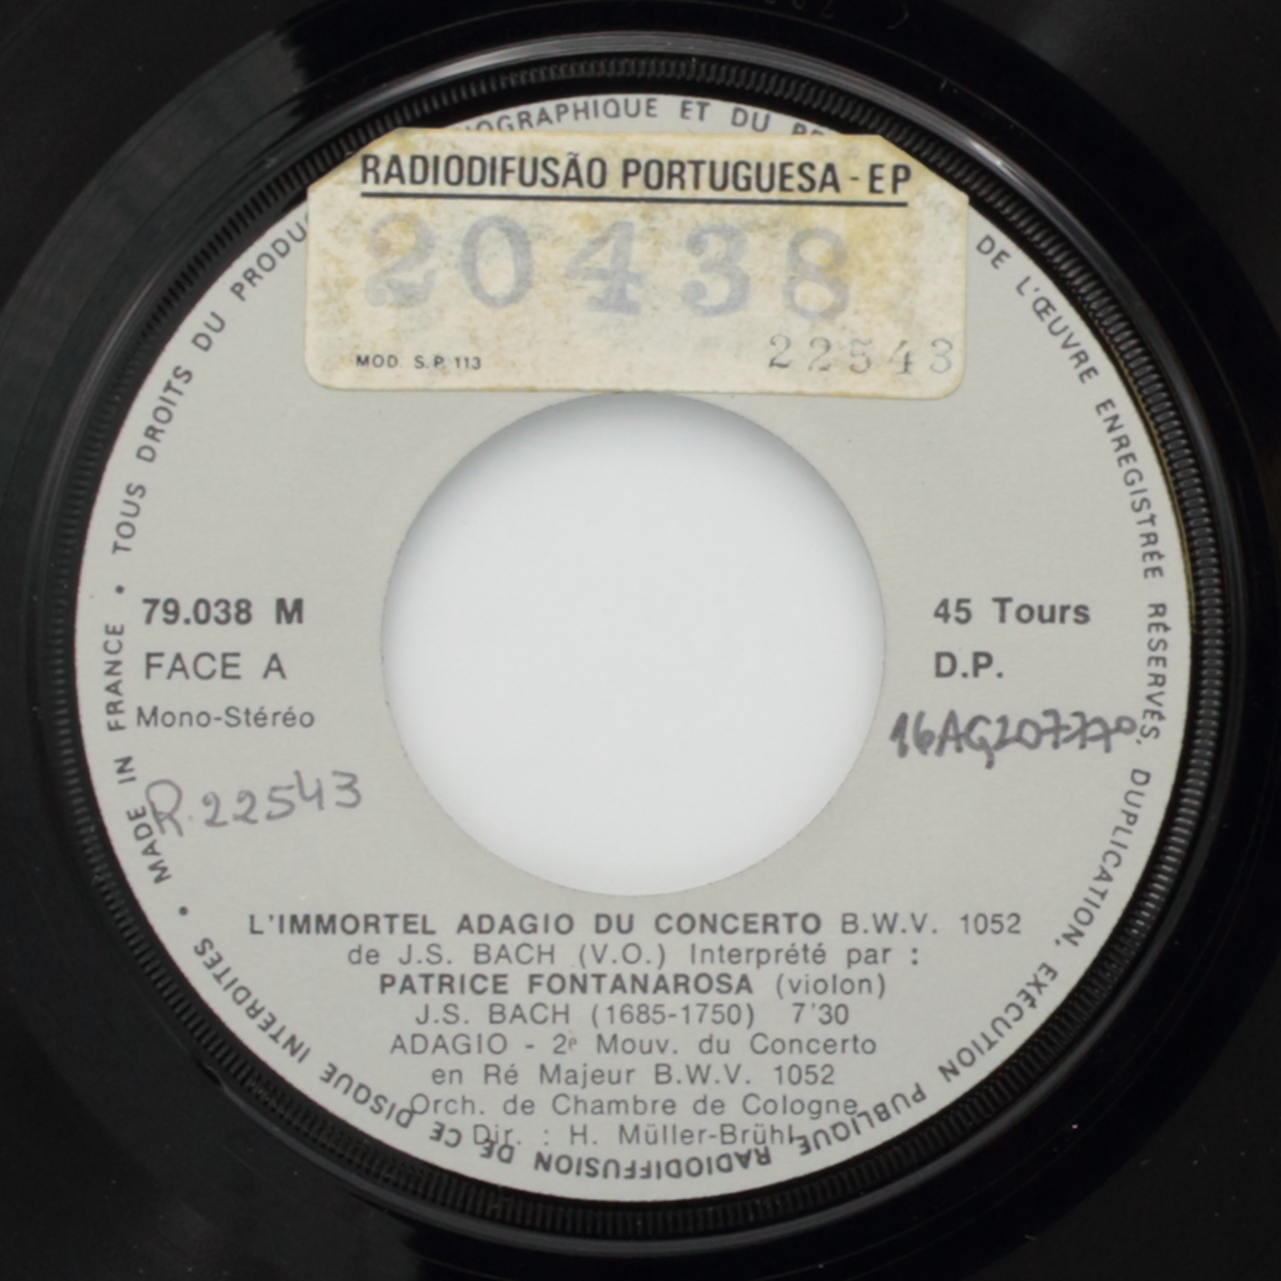 RADIODIFUSÃO PORTUGUESA - EP
20438
MOD. S.P. 113
22543
MADE IN FRANCE • TOUS DROITS DU PRODU
OGRAPHIQUE ET DU PR
DE L'ŒUVRE ENREGISTRÉE RÉSERVÉS. DUPLICATION, EXÉCUTION PUBLIQUE, RADIODIFFUSION DE CE DISQUE INTERDITES •
79.038 M
FACE A
Mono-Stéréo
R.22543
45 Tours
D.P.
L'IMMORTEL ADAGIO DU CONCERTO B.W.V. 1052
de J.S. BACH (V.O.) Interprété par :
PATRICE FONTANAROSA (violon)
J.S. BACH (1685-1750) 7'30
ADAGIO - 2e Mouv. du Concerto
en Ré Majeur B.W.V. 1052
Orch. de Chambre de Cologne
Dir. : H. Müller-Brühl